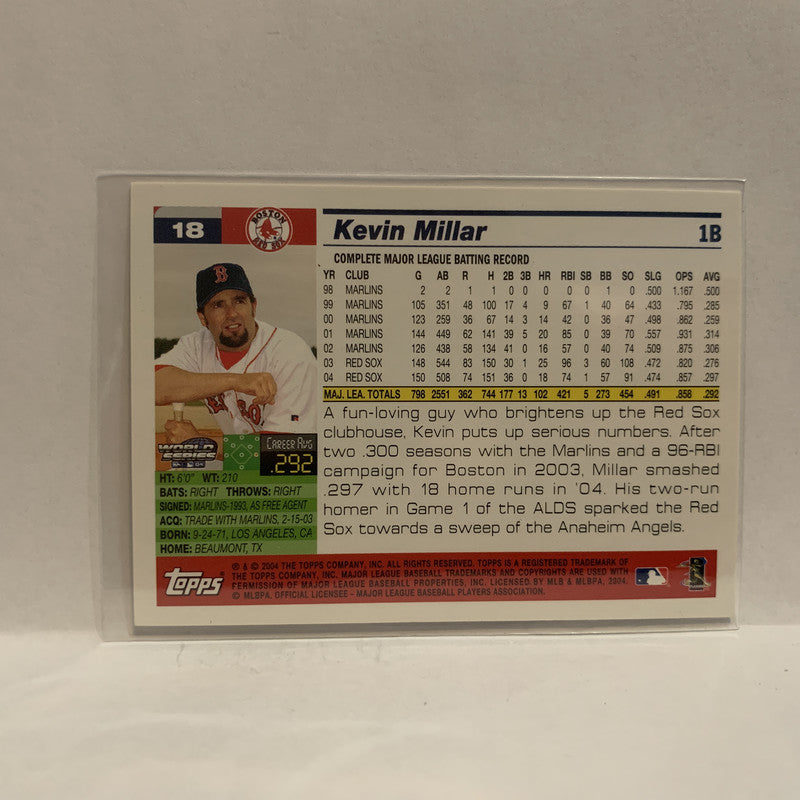 18
BOSTON
RED SOX
Kevin Millar
1B
COMPLETE MAJOR LEAGUE BATTING RECORD
YR CLUB G AB R H 2B 3B HR RBI SB BB SO SLG OPS AVG
98 MARLINS 2 2 1 1 0 0 0 0 0 1 0 .500 1.167 .500
99 MARLINS 105 351 48 100 17 4 9 67 1 40 64 .433 .795 .285
00 MARLINS 123 259 36 67 14 3 14 42 0 36 47 .498 .862 .259
01 MARLINS 144 449 62 141 39 5 20 85 0 39 70 .557 .931 .314
02 MARLINS 126 438 58 134 41 0 16 57 0 40 74 .509 .875 .306
03 RED SOX 148 544 83 150 30 1 25 96 3 60 108 .472 .820 .276
04 RED SOX 150 508 74 151 36 0 18 74 1 57 91 .474 .857 .297
MAJ. LEA. TOTALS 798 2551 362 744 177 13 102 421 5 273 454 .491 .858 .292
A fun-loving guy who brightens up the Red Sox
clubhouse, Kevin puts up serious numbers. After
two .300 seasons with the Marlins and a 96-RBI
campaign for Boston in 2003, Millar smashed
.297 with 18 home runs in '04. His two-run
homer in Game 1 of the ALDS sparked the Red
Sox towards a sweep of the Anaheim Angels.
WORLD
SERIES
CAREER AVG
.292
HT: 6'0" WT: 210
BATS: RIGHT THROWS: RIGHT
SIGNED: MARLINS-1993, AS FREE AGENT
ACQ: TRADE WITH MARLINS, 2-15-03
BORN: 9-24-71, LOS ANGELES, CA
HOME: BEAUMONT, TX
topps
® & © 2004 THE TOPPS COMPANY, INC. ALL RIGHTS RESERVED. TOPPS IS A REGISTERED TRADEMARK OF
THE TOPPS COMPANY, INC. MAJOR LEAGUE BASEBALL TRADEMARKS AND COPYRIGHTS ARE USED WITH
PERMISSION OF MAJOR LEAGUE BASEBALL PROPERTIES, INC. LICENSED BY MLB & MLBPA, 2004.
© MLBPA. OFFICIAL LICENSEE - MAJOR LEAGUE BASEBALL PLAYERS ASSOCIATION.